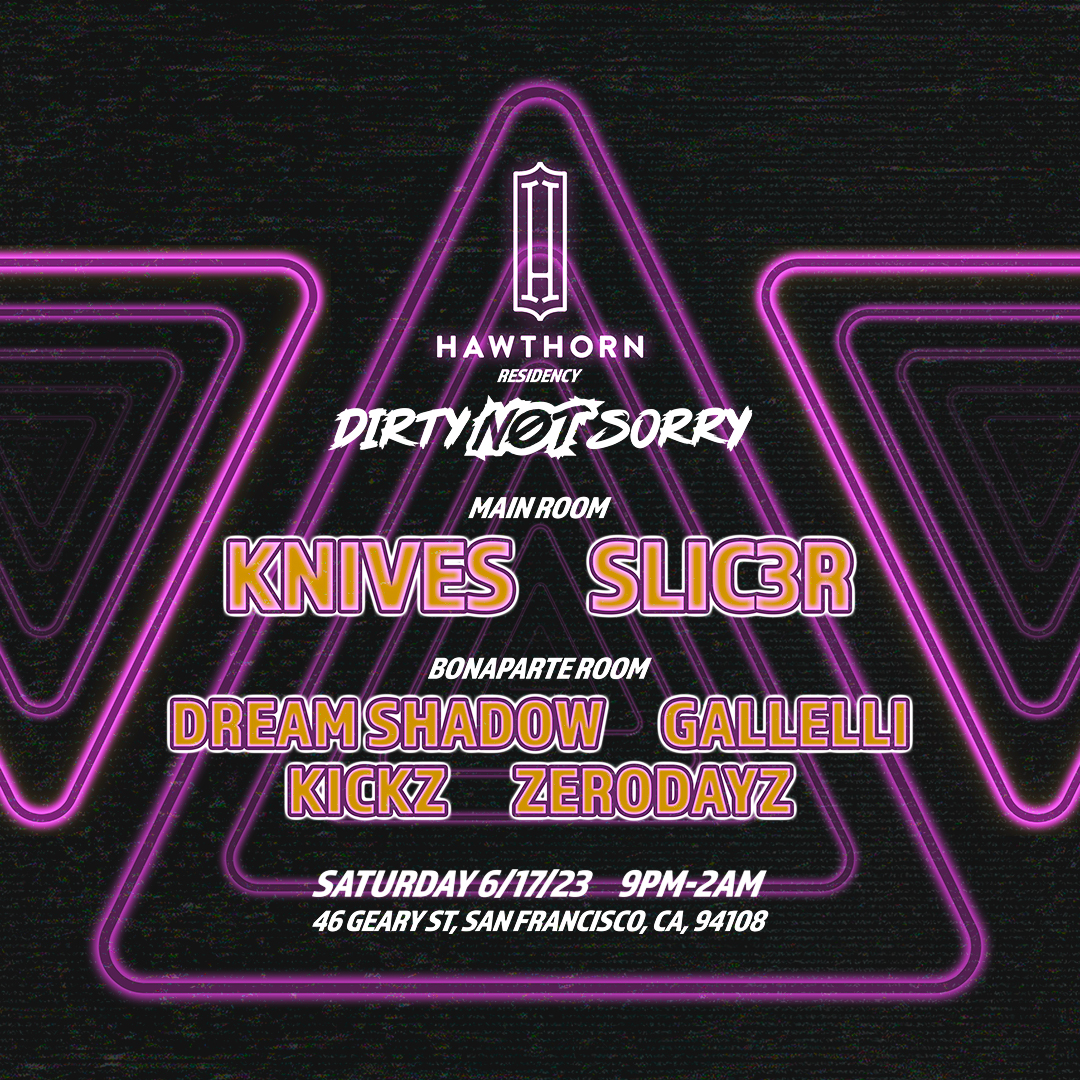 H
HAWTHORN
RESIDENCY
DIRTY NOT SORRY
MAIN ROOM
KNIVES SLIC3R
BONAPARTE ROOM
DREAM SHADOW GALLELLI
KICKZ ZERODAYZ
SATURDAY 6/17/23 9PM-2AM
46 GEARY ST, SAN FRANCISCO, CA, 94108